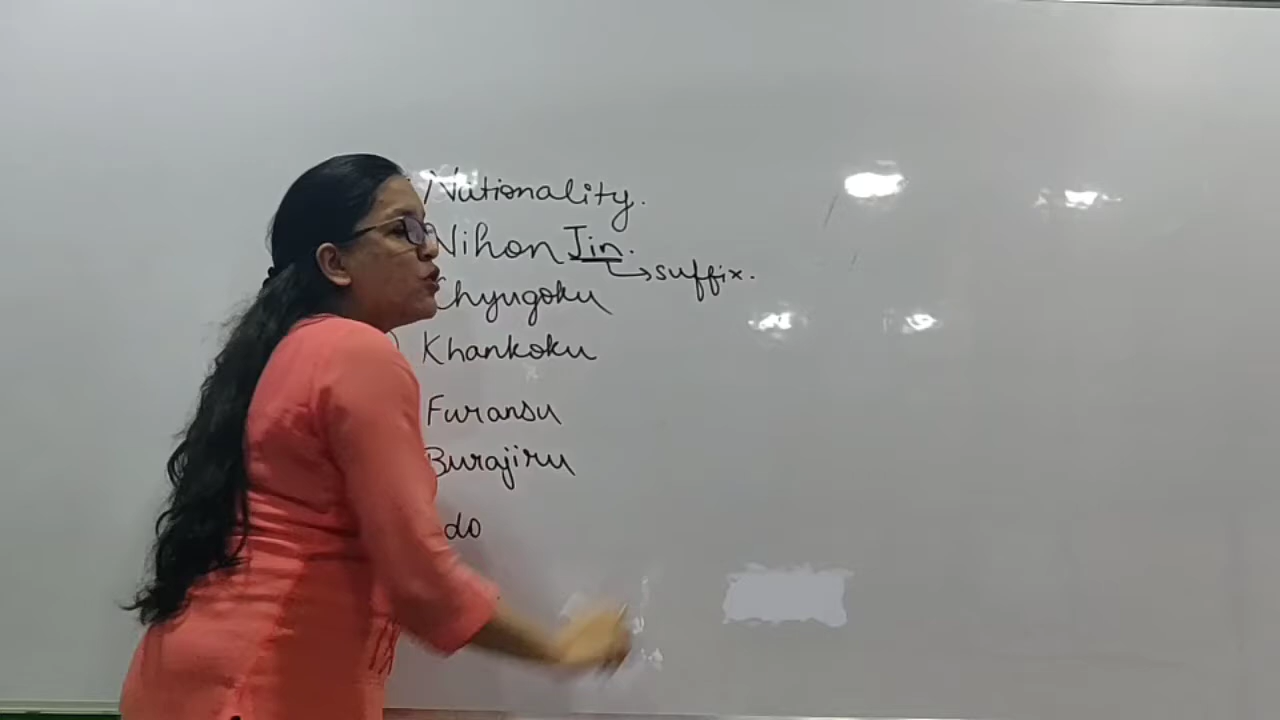 Nationality.
Nihon Jin.
→suffix.
Chyugoku
Khankoku
Furansu
Burajiru
do